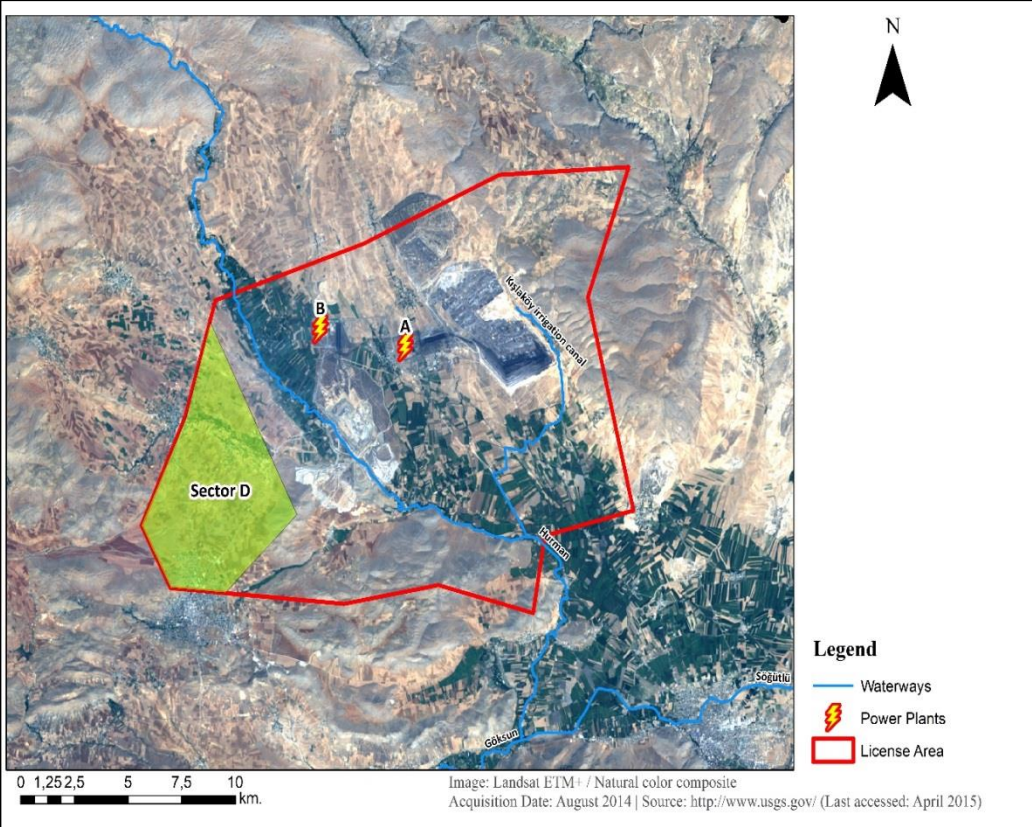 N
Kışlaköy irrigation canal
B
A
Sector D
Hurman
Göksun
Söğütlü
Legend
Waterways
Power Plants
License Area
0 1,25 2,5 5 7,5 10
km.
Image: Landsat ETM+ / Natural color composite
Acquisition Date: August 2014 | Source: http://www.usgs.gov/ (Last accessed: April 2015)